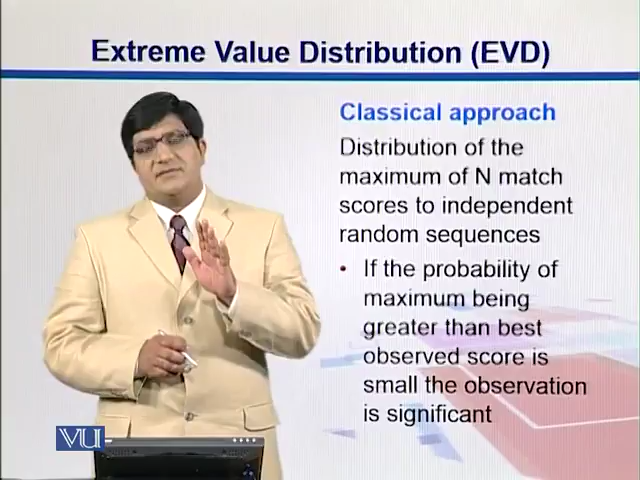 Extreme Value Distribution (EVD)
Classical approach
Distribution of the
maximum of N match
scores to independent
random sequences
• If the probability of
maximum being
greater than best
observed score is
small the observation
is significant
VU